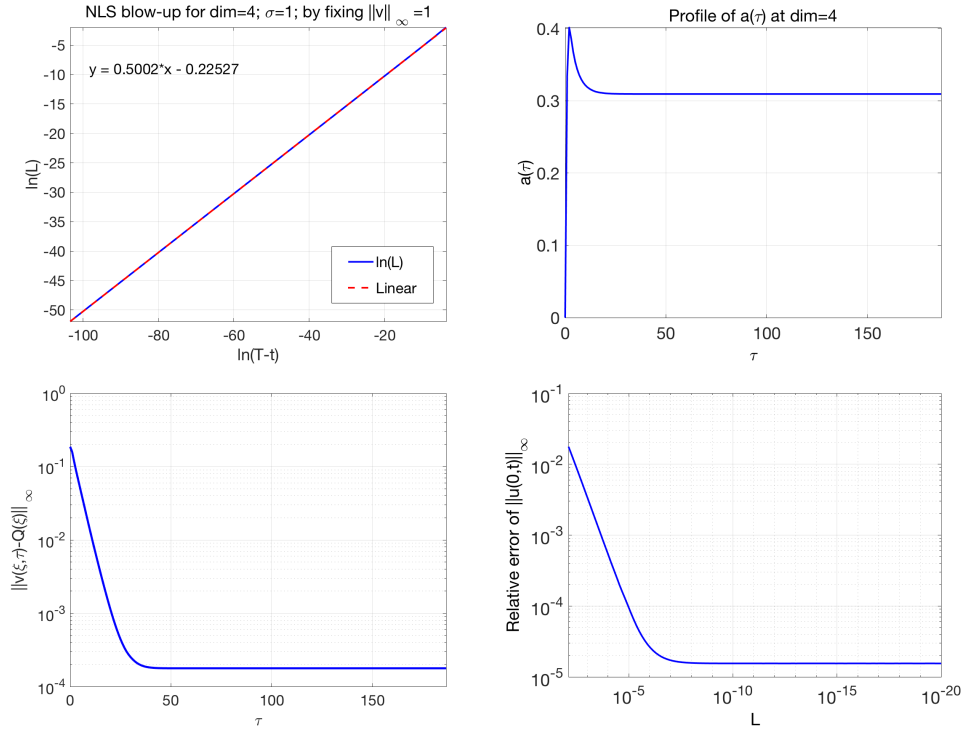 NLS blow-up for dim=4; σ=1; by fixing ||v||∞ =1
-5
-10
-15
-20
-25
-30
-35
-40
-45
-50
ln(L)
y = 0.5002*x - 0.22527
ln(L)
Linear
-100 -80 -60 -40 -20
ln(T-t)
Profile of a(τ) at dim=4
0.4
0.3
0.2
0.1
0
a(τ)
0 50 100 150
τ
10^0
10^-1
10^-2
10^-3
10^-4
||v(ξ,τ)-Q(ξ)||∞
0 50 100 150
τ
10^-1
10^-2
10^-3
10^-4
10^-5
Relative error of ||u(0,t)||∞
10^-5 10^-10 10^-15 10^-20
L